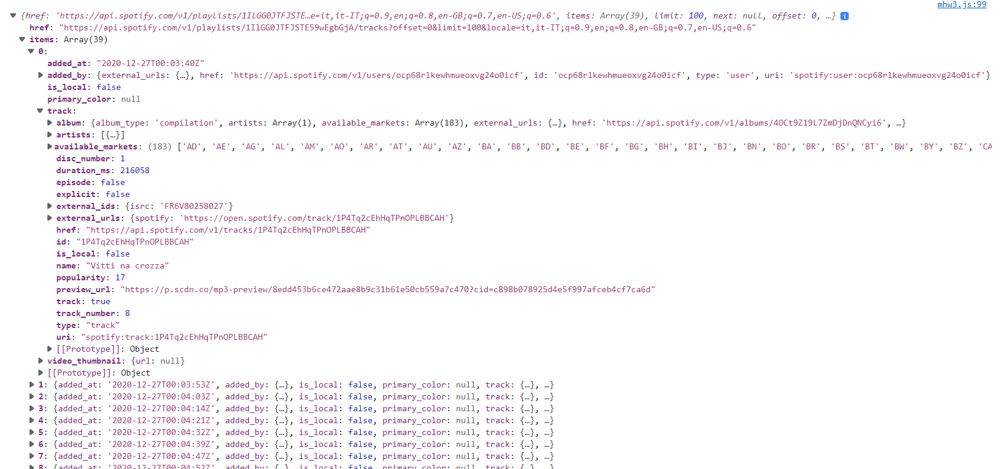 mhw3.js:99
{href: 'https://api.spotify.com/v1/playlists/1IlGG0JTFJSTE…e=it,it-IT;q=0.9,en;q=0.8,en-GB;q=0.7,en-US;q=0.6', items: Array(39), limit: 100, next: null, offset: 0, …} i
href: "https://api.spotify.com/v1/playlists/1IlGG0JTFJSTE59wEgbGjA/tracks?offset=0&limit=100&locale=it,it-IT;q=0.9,en;q=0.8,en-GB;q=0.7,en-US;q=0.6"
items: Array(39)
0:
added_at: "2020-12-27T00:03:40Z"
added_by: {external_urls: {…}, href: 'https://api.spotify.com/v1/users/ocp68rlkewhmueoxvg24o0icf', id: 'ocp68rlkewhmueoxvg24o0icf', type: 'user', uri: 'spotify:user:ocp68rlkewhmueoxvg24o0icf'}
is_local: false
primary_color: null
track:
album: {album_type: 'compilation', artists: Array(1), available_markets: Array(183), external_urls: {…}, href: 'https://api.spotify.com/v1/albums/4OCt9Z19L7ZmDjDnQNCyi6', …}
artists: [{…}]
available_markets: (183) ['AD', 'AE', 'AG', 'AL', 'AM', 'AO', 'AR', 'AT', 'AU', 'AZ', 'BA', 'BB', 'BD', 'BE', 'BF', 'BG', 'BH', 'BI', 'BJ', 'BN', 'BO', 'BR', 'BS', 'BT', 'BW', 'BY', 'BZ', 'CA
disc_number: 1
duration_ms: 216058
episode: false
explicit: false
external_ids: {isrc: 'FR6V80258027'}
external_urls: {spotify: 'https://open.spotify.com/track/1P4Tq2cEhHqTPnOPLBBCAH'}
href: "https://api.spotify.com/v1/tracks/1P4Tq2cEhHqTPnOPLBBCAH"
id: "1P4Tq2cEhHqTPnOPLBBCAH"
is_local: false
name: "Vitti na crozza"
popularity: 17
preview_url: "https://p.scdn.co/mp3-preview/8edd453b6ce472aae8b9c31b61e50cb559a7c470?cid=c898b078925d4e5f997afceb4cf7ca6d"
track: true
track_number: 8
type: "track"
uri: "spotify:track:1P4Tq2cEhHqTPnOPLBBCAH"
[[Prototype]]: Object
video_thumbnail: {url: null}
[[Prototype]]: Object
1: {added_at: '2020-12-27T00:03:53Z', added_by: {…}, is_local: false, primary_color: null, track: {…}, …}
2: {added_at: '2020-12-27T00:04:03Z', added_by: {…}, is_local: false, primary_color: null, track: {…}, …}
3: {added_at: '2020-12-27T00:04:14Z', added_by: {…}, is_local: false, primary_color: null, track: {…}, …}
4: {added_at: '2020-12-27T00:04:21Z', added_by: {…}, is_local: false, primary_color: null, track: {…}, …}
5: {added_at: '2020-12-27T00:04:32Z', added_by: {…}, is_local: false, primary_color: null, track: {…}, …}
6: {added_at: '2020-12-27T00:04:39Z', added_by: {…}, is_local: false, primary_color: null, track: {…}, …}
7: {added_at: '2020-12-27T00:04:47Z', added_by: {…}, is_local: false, primary_color: null, track: {…}, …}
8: {added_at: '2020-12-27T00:04:52Z', added_by: {…}, is_local: false, primary_color: null, track: {…}, …}